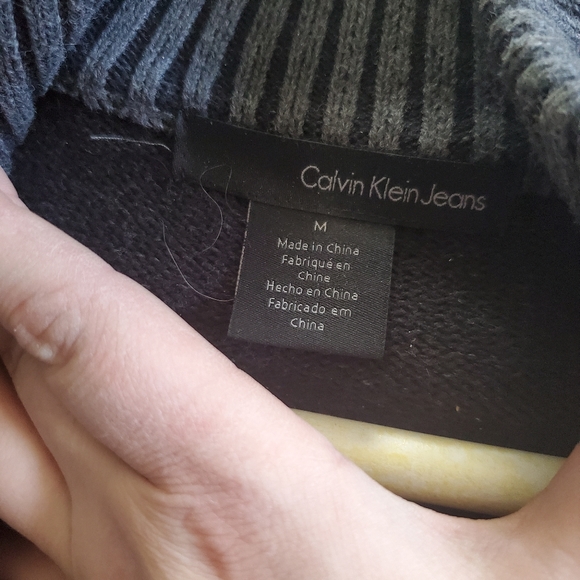 Calvin Klein Jeans
M
Made in China
Fabriqué en
Chine
Hecho en China
Fabricado em
China